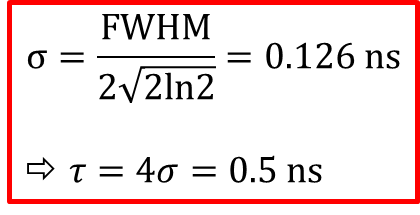 σ = FWHM / 2√2ln2 = 0.126 ns
⇨ τ = 4σ = 0.5 ns